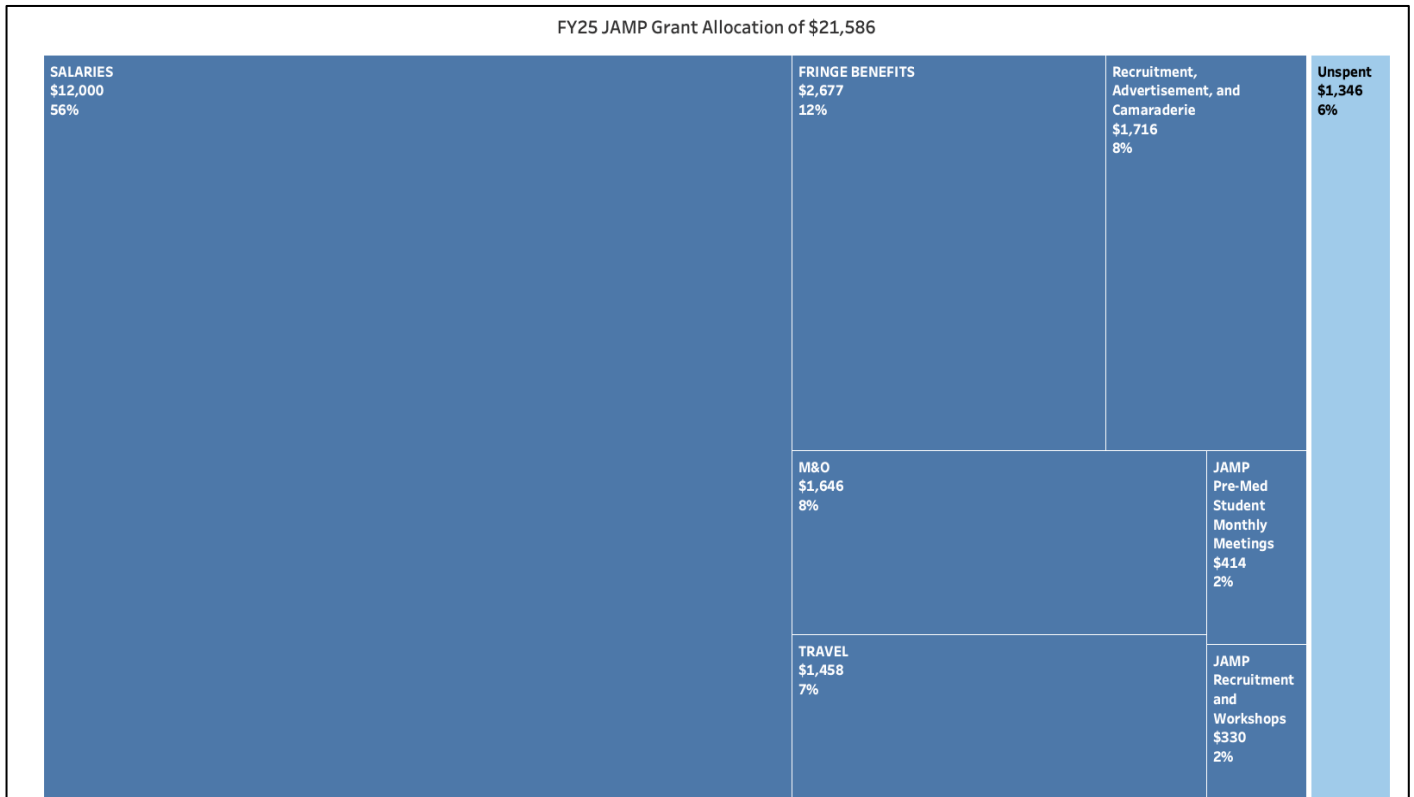 FY25 JAMP Grant Allocation of $21,586
SALARIES
$12,000
56%
FRINGE BENEFITS
$2,677
12%
Recruitment,
Advertisement, and
Camaraderie
$1,716
8%
Unspent
$1,346
6%
M&O
$1,646
8%
JAMP
Pre-Med
Student
Monthly
Meetings
$414
2%
TRAVEL
$1,458
7%
JAMP
Recruitment
and
Workshops
$330
2%